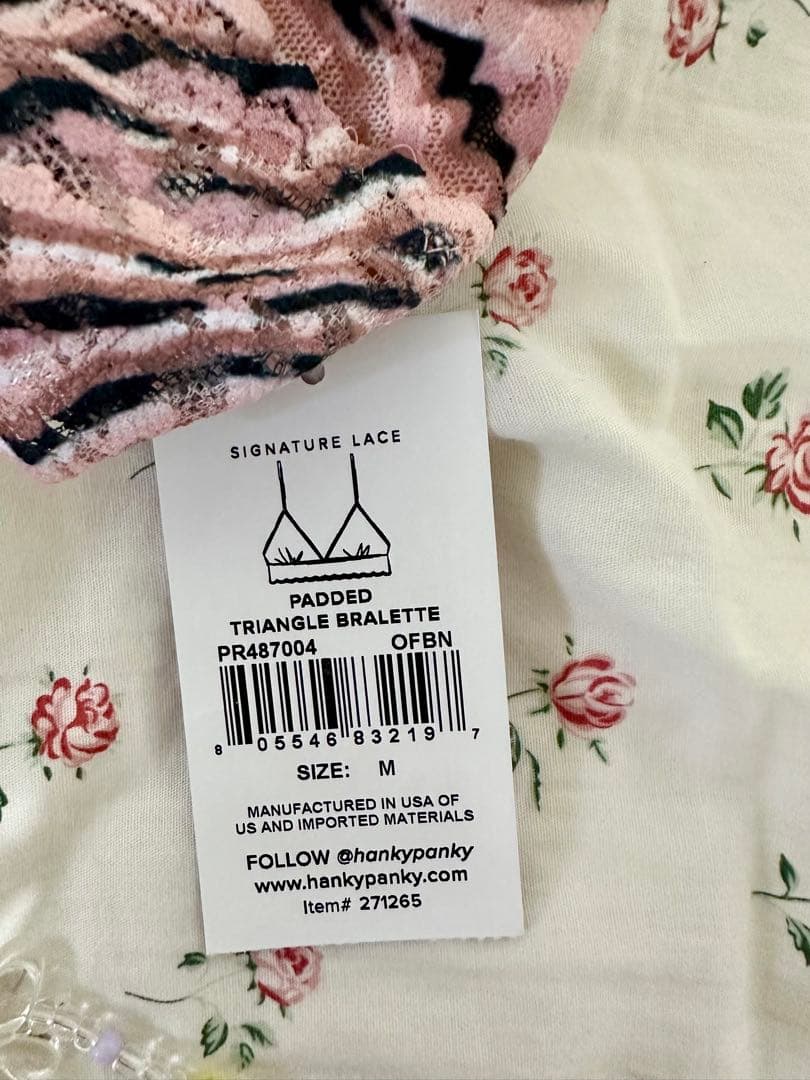 SIGNATURE LACE
PADDED
TRIANGLE BRALETTE
PR487004 OFBN
8 05546 83219 7
SIZE: M
MANUFACTURED IN USA OF
US AND IMPORTED MATERIALS
FOLLOW @hankypanky
www.hankypanky.com
Item# 271265